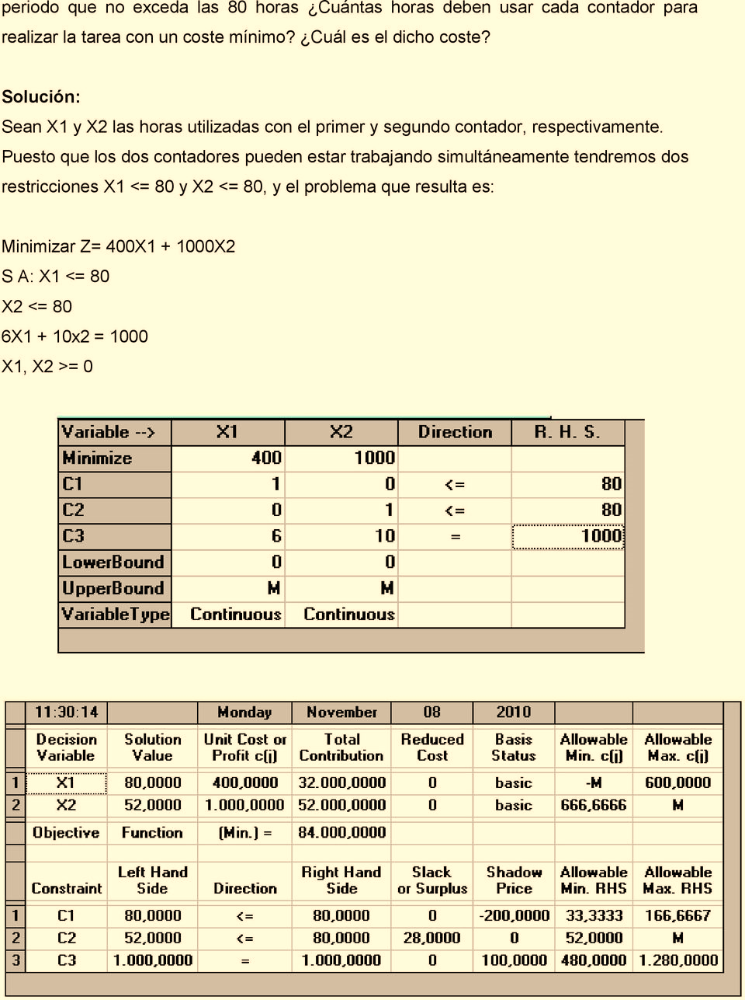 periodo que no exceda las 80 horas ¿Cuántas horas deben usar cada contador para
realizar la tarea con un coste mínimo? ¿Cuál es el dicho coste?
Solución:
Sean X1 y X2 las horas utilizadas con el primer y segundo contador, respectivamente.
Puesto que los dos contadores pueden estar trabajando simultáneamente tendremos dos
restricciones X1 <= 80 y X2 <= 80, y el problema que resulta es:
Minimizar Z= 400X1 + 1000X2
S A: X1 <= 80
X2 <= 80
6X1 + 10x2 = 1000
X1, X2 >= 0
Variable --> X1 X2 Direction R. H. S.
Minimize 400 1000
C1 1 0 <= 80
C2 0 1 <= 80
C3 6 10 = 1000
LowerBound 0 0
UpperBound M M
VariableType Continuous Continuous
11:30:14 Monday November 08 2010
Decision Solution Unit Cost or Total Reduced Basis Allowable Allowable
Variable Value Profit c(j) Contribution Cost Status Min. c(j) Max. c(j)
1 X1 80,0000 400,0000 32.000,0000 0 basic -M 600,0000
2 X2 52,0000 1.000,0000 52.000,0000 0 basic 666,6666 M
Objective Function (Min.) = 84.000,0000
Left Hand Right Hand Slack Shadow Allowable Allowable
Constraint Side Direction Side or Surplus Price Min. RHS Max. RHS
1 C1 80,0000 <= 80,0000 0 -200,0000 33,3333 166,6667
2 C2 52,0000 <= 80,0000 28,0000 0 52,0000 M
3 C3 1.000,0000 = 1.000,0000 0 100,0000 480,0000 1.280,0000